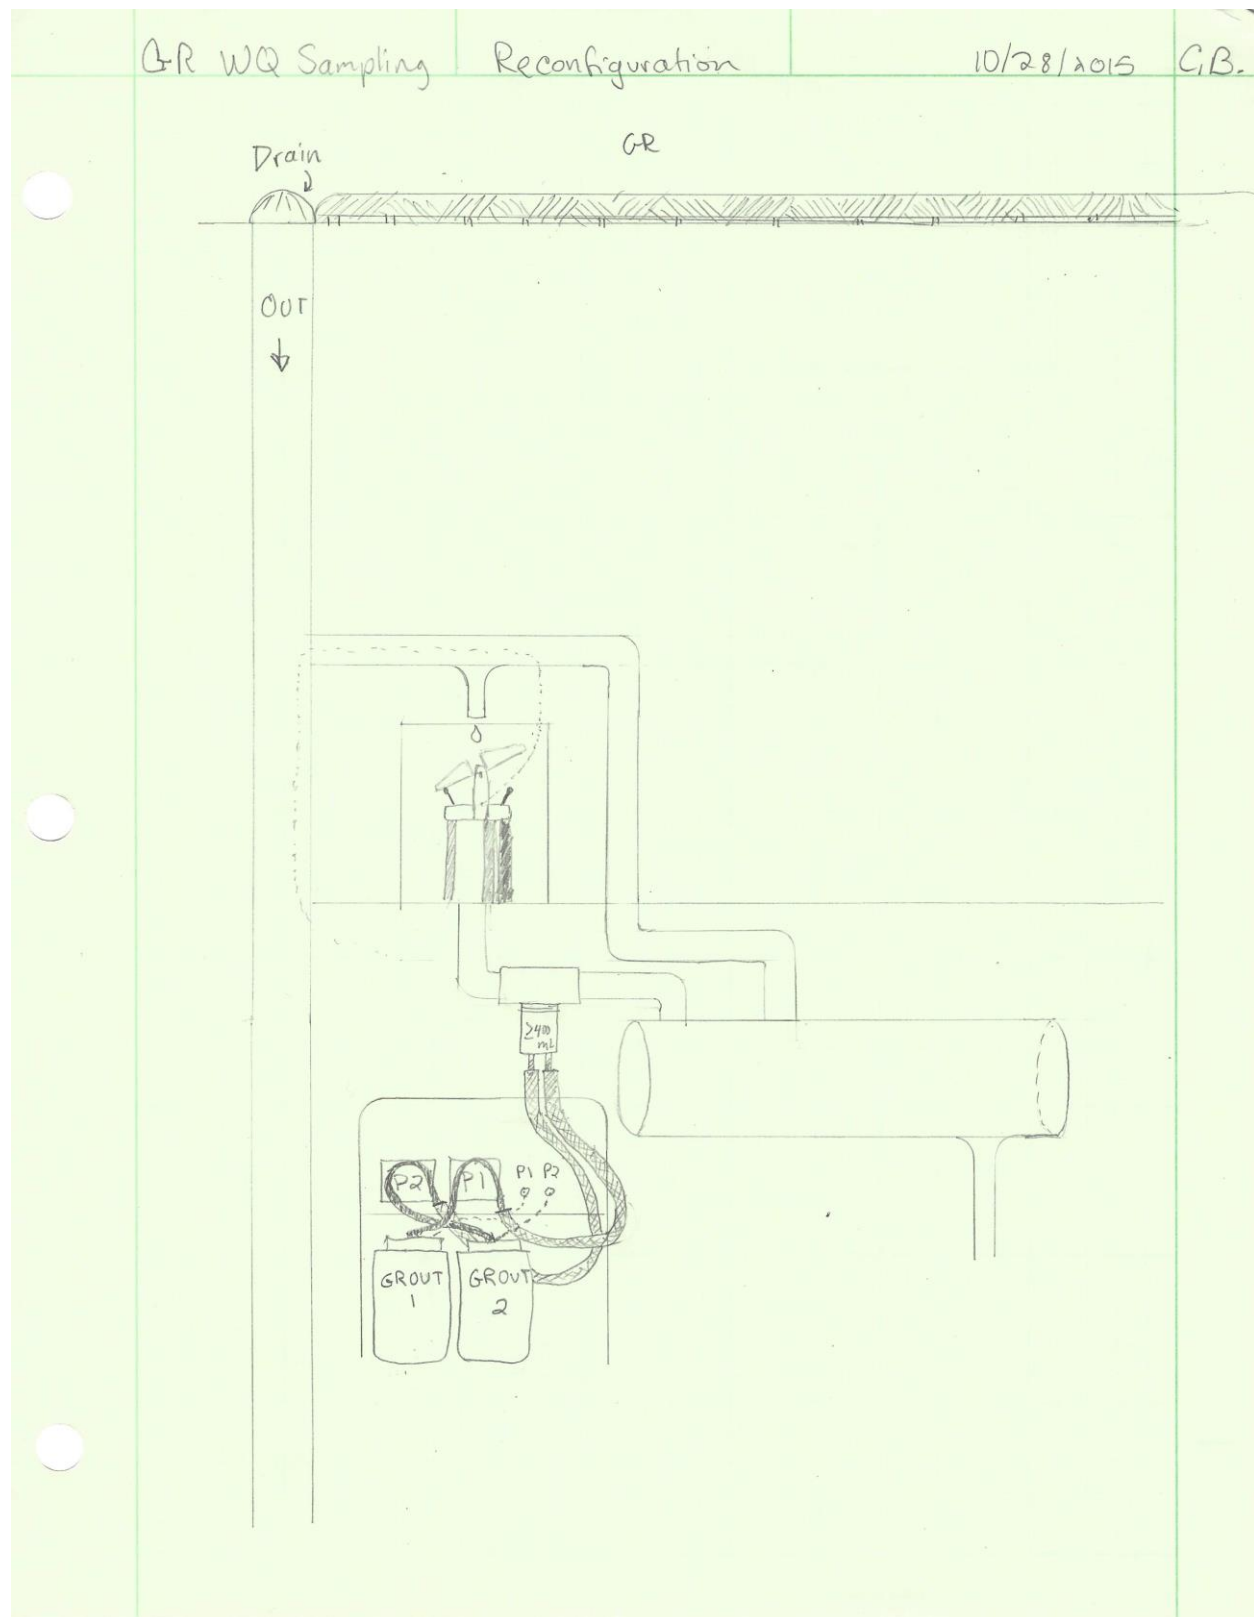 GR WQ Sampling Reconfiguration 10/28/2015 C.B.
Drain
GR
OUT
≥400
mL
P2 P1 P1 P2
GROUT
1
GROUT
2